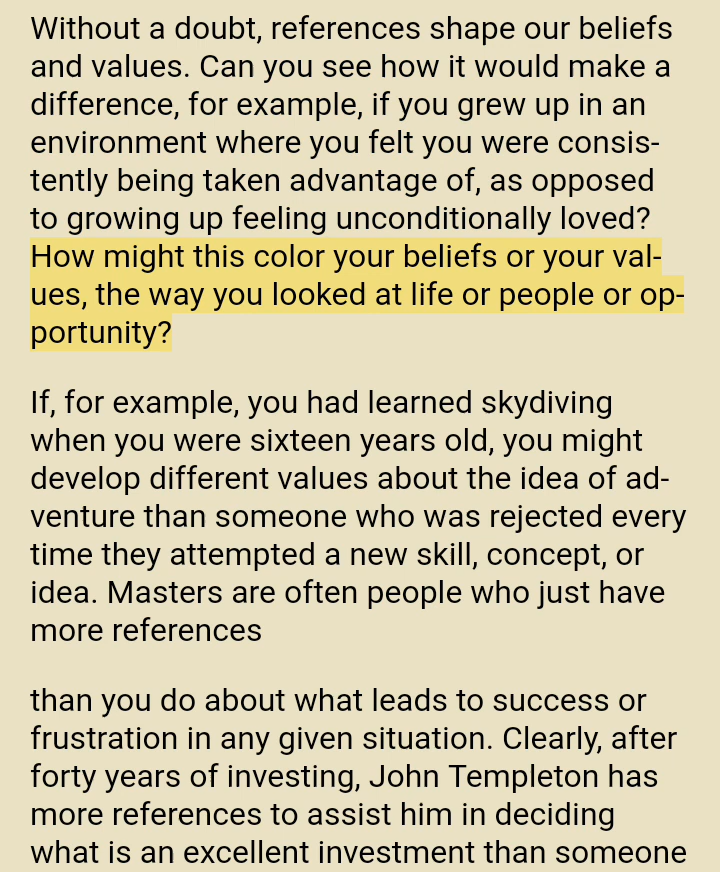 Without a doubt, references shape our beliefs
and values. Can you see how it would make a
difference, for example, if you grew up in an
environment where you felt you were consis-
tently being taken advantage of, as opposed
to growing up feeling unconditionally loved?
How might this color your beliefs or your val-
ues, the way you looked at life or people or op-
portunity?
If, for example, you had learned skydiving
when you were sixteen years old, you might
develop different values about the idea of ad-
venture than someone who was rejected every
time they attempted a new skill, concept, or
idea. Masters are often people who just have
more references
than you do about what leads to success or
frustration in any given situation. Clearly, after
forty years of investing, John Templeton has
more references to assist him in deciding
what is an excellent investment than someone